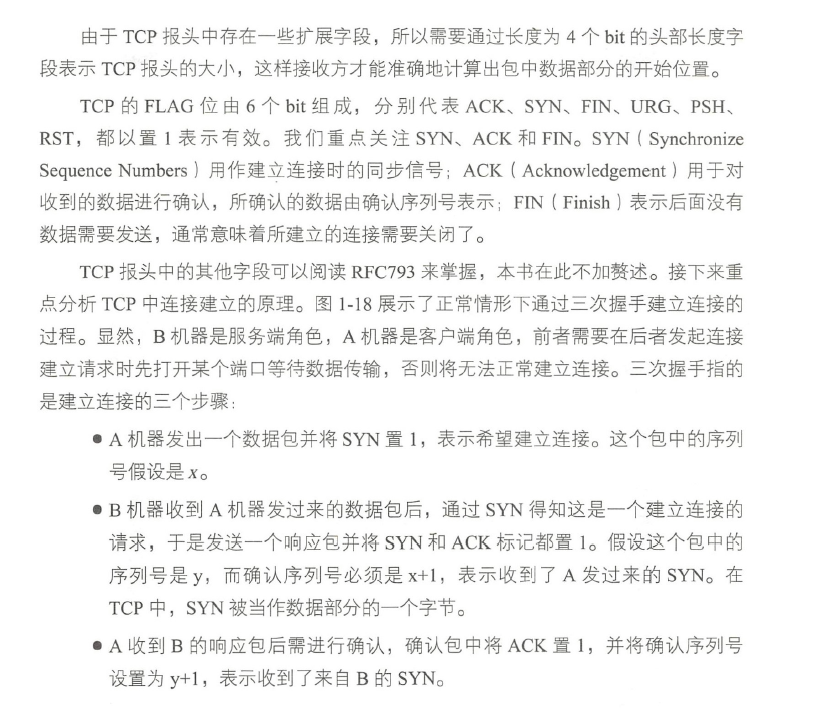 由于 TCP 报头中存在一些扩展字段，所以需要通过长度为 4 个 bit 的头部长度字
段表示 TCP 报头的大小，这样接收方才能准确地计算出包中数据部分的开始位置。
TCP 的 FLAG 位由 6 个 bit 组成，分别代表 ACK、SYN、FIN、URG、PSH、
RST，都以置 1 表示有效。我们重点关注 SYN、ACK 和 FIN。SYN（Synchronize
Sequence Numbers）用作建立连接时的同步信号；ACK（Acknowledgement）用于对
收到的数据进行确认，所确认的数据由确认序列号表示；FIN（Finish）表示后面没有
数据需要发送，通常意味着所建立的连接需要关闭了。
TCP 报头中的其他字段可以阅读 RFC793 来掌握，本书在此不加赘述。接下来重
点分析 TCP 中连接建立的原理。图 1-18 展示了正常情形下通过三次握手建立连接的
过程。显然，B 机器是服务端角色，A 机器是客户端角色，前者需要在后者发起连接
建立请求时先打开某个端口等待数据传输，否则将无法正常建立连接。三次握手指的
是建立连接的三个步骤：
● A 机器发出一个数据包并将 SYN 置 1，表示希望建立连接。这个包中的序列
号假设是 x。
● B 机器收到 A 机器发过来的数据包后，通过 SYN 得知这是一个建立连接的
请求，于是发送一个响应包并将 SYN 和 ACK 标记都置 1。假设这个包中的
序列号是 y，而确认序列号必须是 x+1，表示收到了 A 发过来的 SYN。在
TCP 中，SYN 被当作数据部分的一个字节。
● A 收到 B 的响应包后需进行确认，确认包中将 ACK 置 1，并将确认序列号
设置为 y+1，表示收到了来自 B 的 SYN。